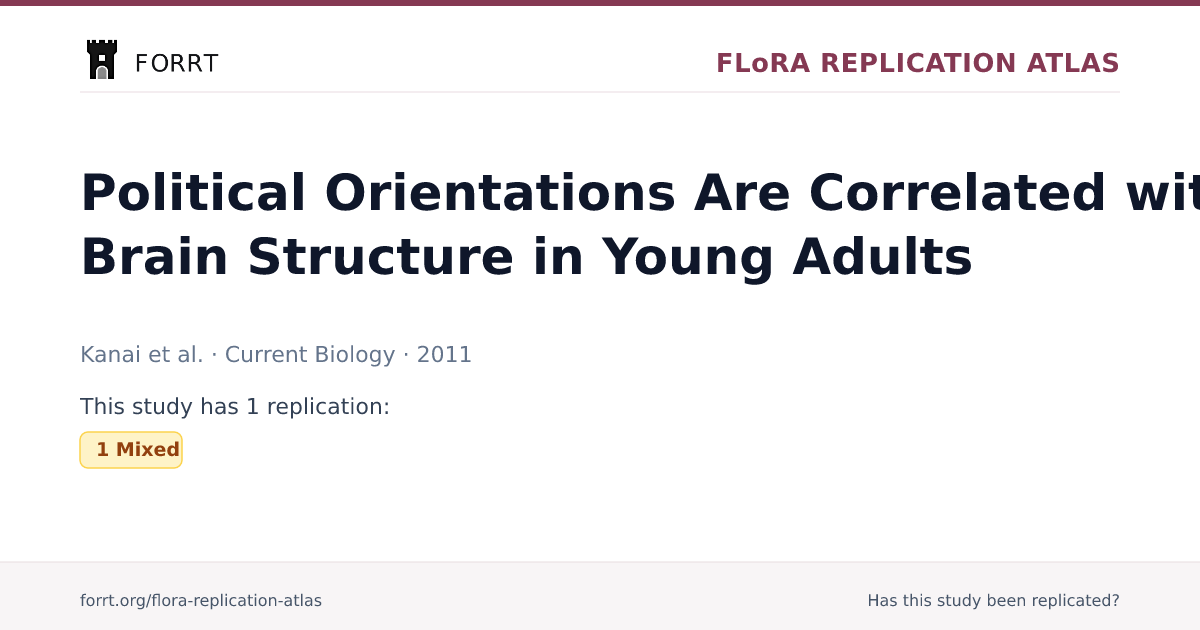 FORRT
FLoRA REPLICATION ATLAS
Political Orientations Are Correlated wit
Brain Structure in Young Adults
Kanai et al. · Current Biology · 2011
This study has 1 replication:
1 Mixed
forrt.org/flora-replication-atlas
Has this study been replicated?